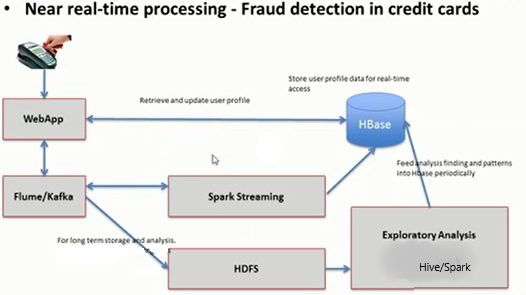 • Near real-time processing - Fraud detection in credit cards
Store user profile data for real-time
access
Retrieve and update user profile
WebApp
HBase
Feed analysis finding and patterns
into Hbase periodically
Flume/Kafka
Spark Streaming
For long term storage and analysis.
Exploratory Analysis
HDFS
Hive/Spark